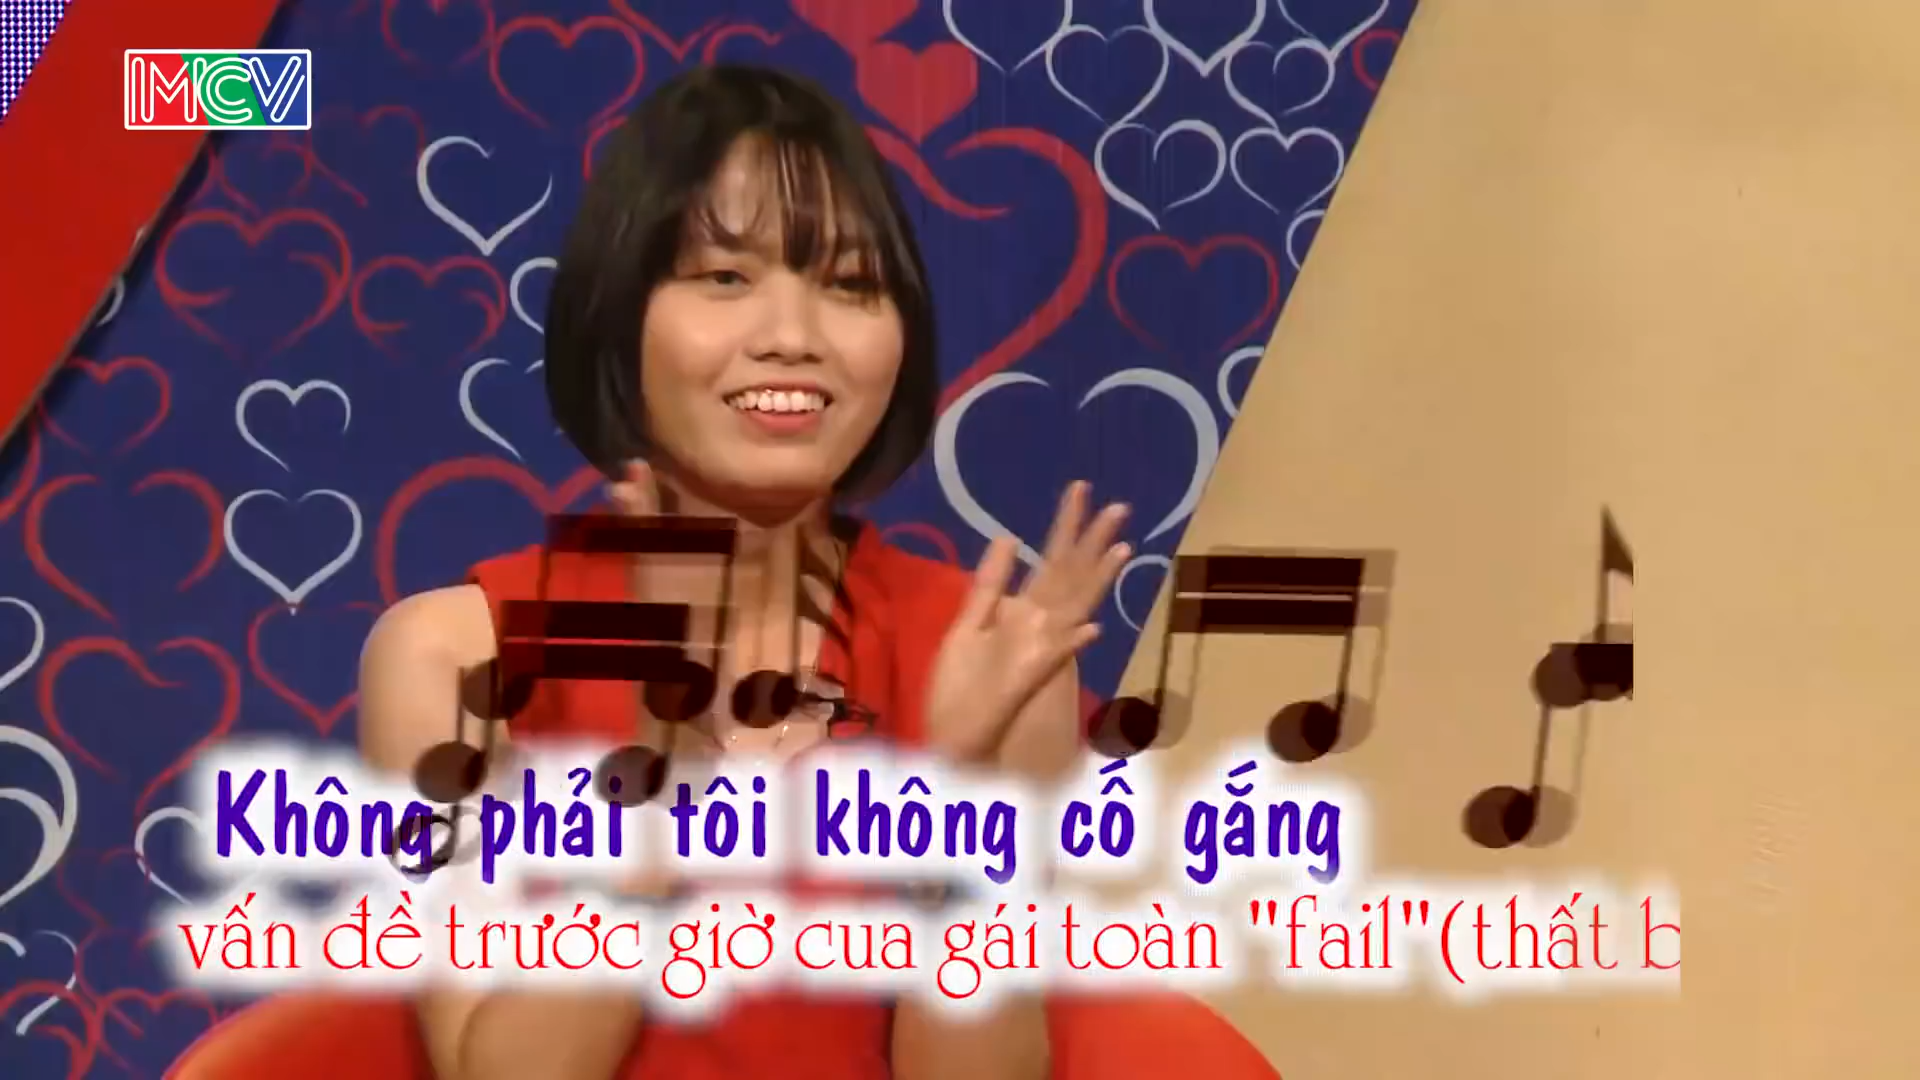 MCV
Không phải tôi không cố gắng
vấn đề trước giờ cua gái toàn "fail"(thất b